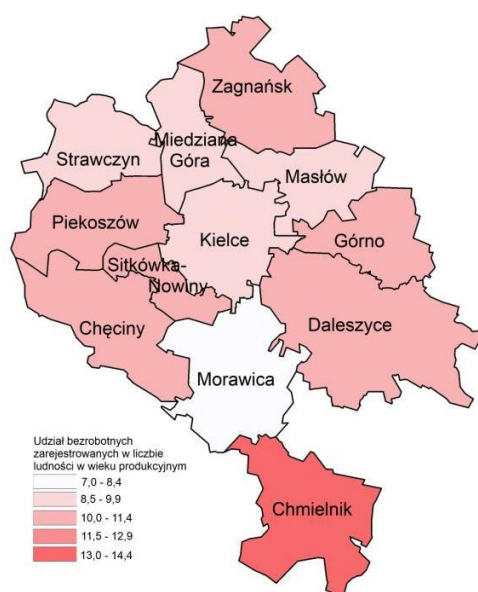 Zagnańsk
Miedziana
Góra
Strawczyn
Masłów
Piekoszów
Kielce
Górno
Sitkówka-
Nowiny
Chęciny
Daleszyce
Morawica
Udział bezrobotnych
zarejestrowanych w liczbie
ludności w wieku produkcyjnym
7,0 - 8,4
8,5 - 9,9
10,0 - 11,4
11,5 - 12,9
13,0 - 14,4
Chmielnik